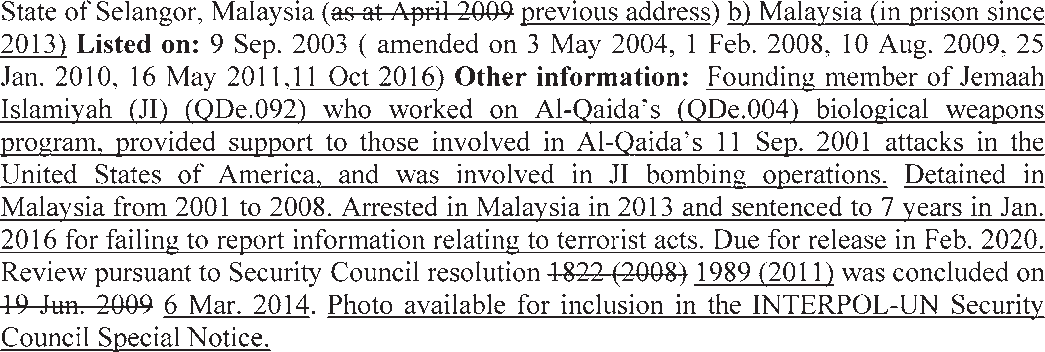 State of Selangor, Malaysia (as at April 2009 previous address) b) Malaysia (in prison since
2013) Listed on: 9 Sep. 2003 ( amended on 3 May 2004, 1 Feb. 2008, 10 Aug. 2009, 25
Jan. 2010, 16 May 2011,11 Oct 2016) Other information: Founding member of Jemaah
Islamiyah (JI) (QDe.092) who worked on Al-Qaida's (QDe.004) biological weapons
program, provided support to those involved in Al-Qaida's 11 Sep. 2001 attacks in the
United States of America, and was involved in JI bombing operations. Detained in
Malaysia from 2001 to 2008. Arrested in Malaysia in 2013 and sentenced to 7 years in Jan.
2016 for failing to report information relating to terrorist acts. Due for release in Feb. 2020.
Review pursuant to Security Council resolution 1822 (2008) 1989 (2011) was concluded on
19 Jun. 2009 6 Mar. 2014. Photo available for inclusion in the INTERPOL-UN Security
Council Special Notice.